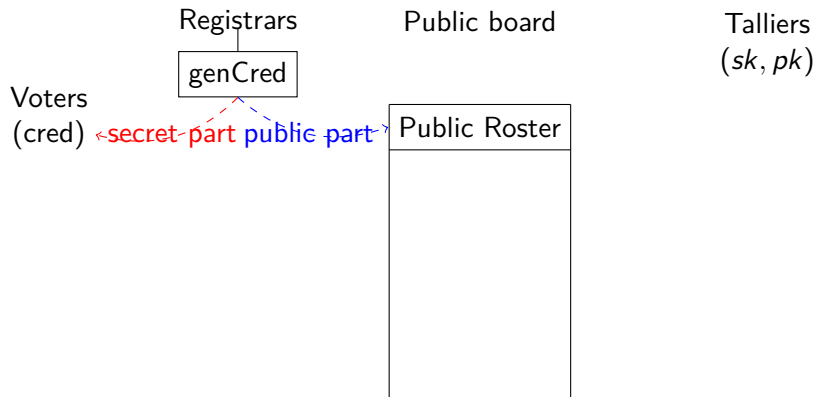 Registrars
Public board
Talliers
(sk, pk)
genCred
Voters
(cred)
secret part
public part
Public Roster